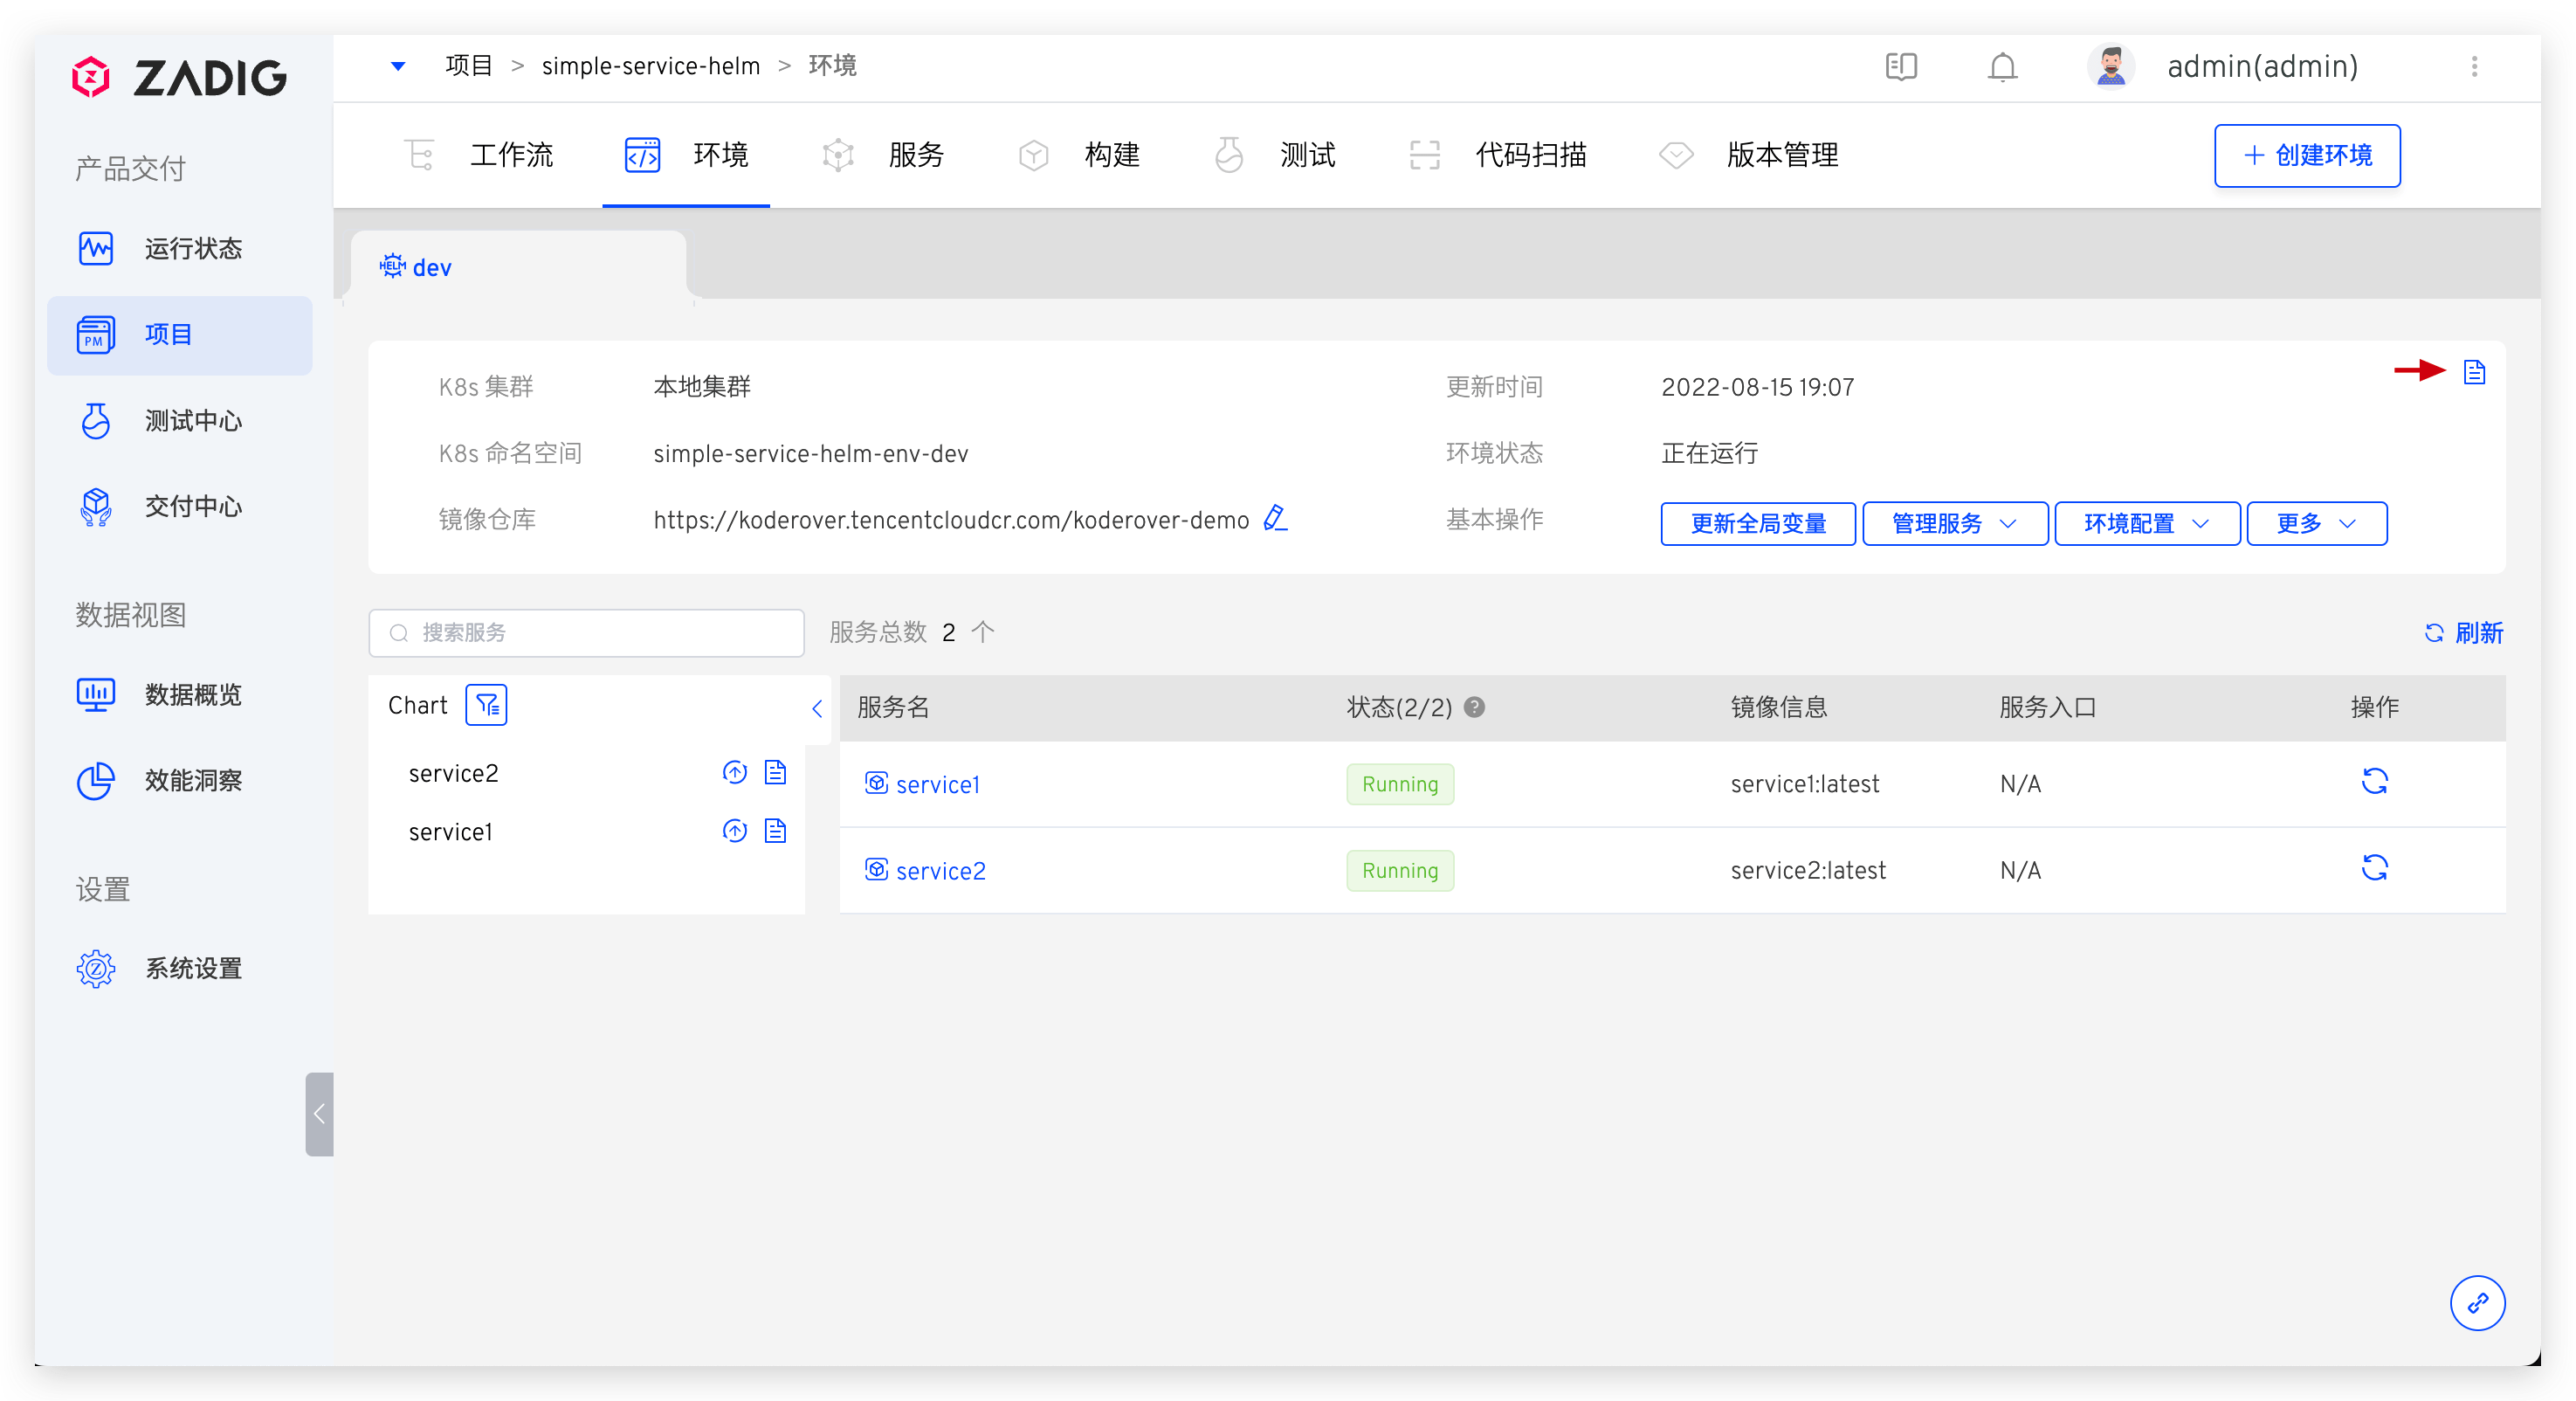 ZADIG
项目 > simple-service-helm > 环境
admin(admin)
工作流 环境 服务 构建 测试 代码扫描 版本管理
+ 创建环境
产品交付
运行状态
PM 项目
测试中心
交付中心
数据视图
数据概览
效能洞察
设置
Z 系统设置
HELM dev
K8s 集群 本地集群 更新时间 2022-08-15 19:07
K8s 命名空间 simple-service-helm-env-dev 环境状态 正在运行
镜像仓库 https://koderover.tencentcloudcr.com/koderover-demo 基本操作 更新全局变量 管理服务 环境配置 更多
搜索服务 服务总数 2 个 刷新
Chart
service2
service1
服务名 状态(2/2) ? 镜像信息 服务入口 操作
service1 Running service1:latest N/A
service2 Running service2:latest N/A